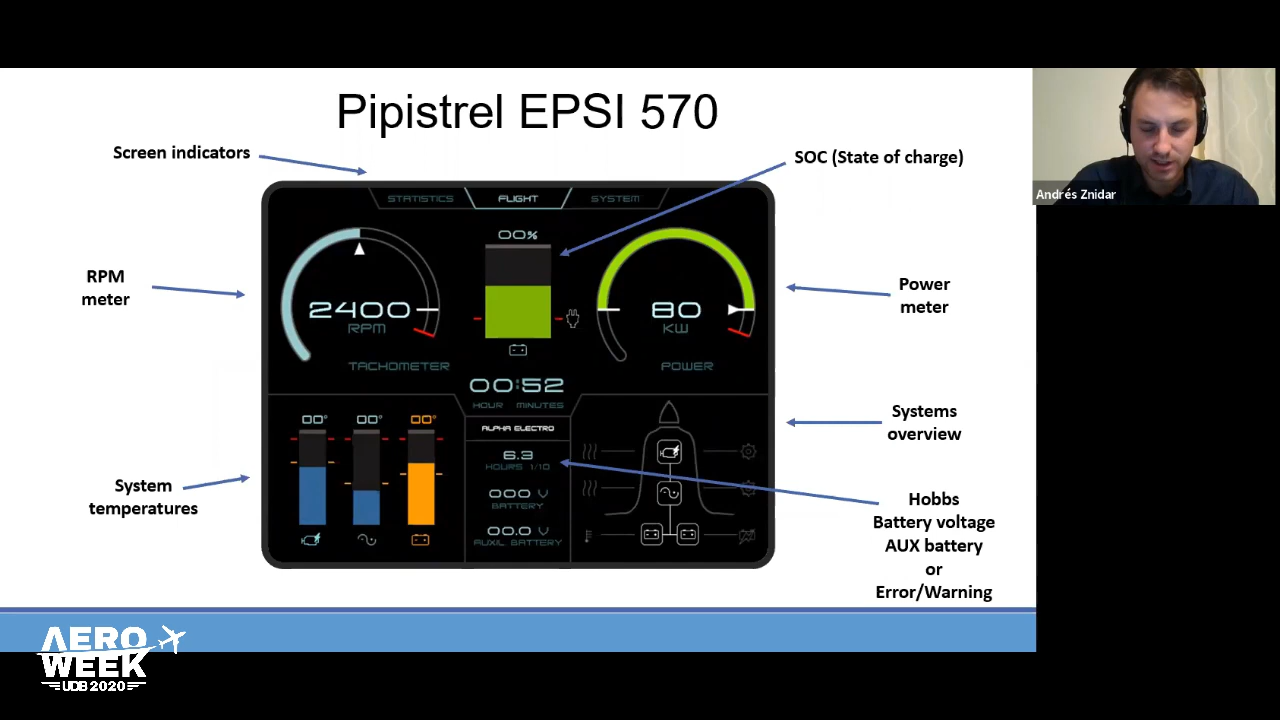 Pipistrel EPSI 570
Screen indicators
SOC (State of charge)
Andrés Znidar
STATISTICS
FLIGHT
SYSTEM
00%
RPM
meter
2400
RPM
TACHOMETER
80
KW
POWER
Power
meter
00:52
HOUR MINUTES
00°
00°
00°
ALPHA ELECTRO
6.3
HOURS 1/10
000 V
BATTERY
00.0 V
AUXIL BATTERY
Systems
overview
System
temperatures
Hobbs
Battery voltage
AUX battery
or
Error/Warning
AERO
WEEK
UDB 2020